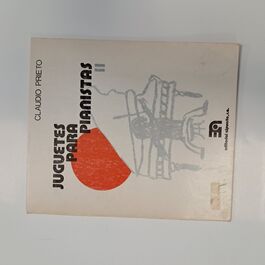 CLAUDIO PRIETO
JUGUETES
PARA
PIANISTAS
II
editorial alpuerto, s.a.